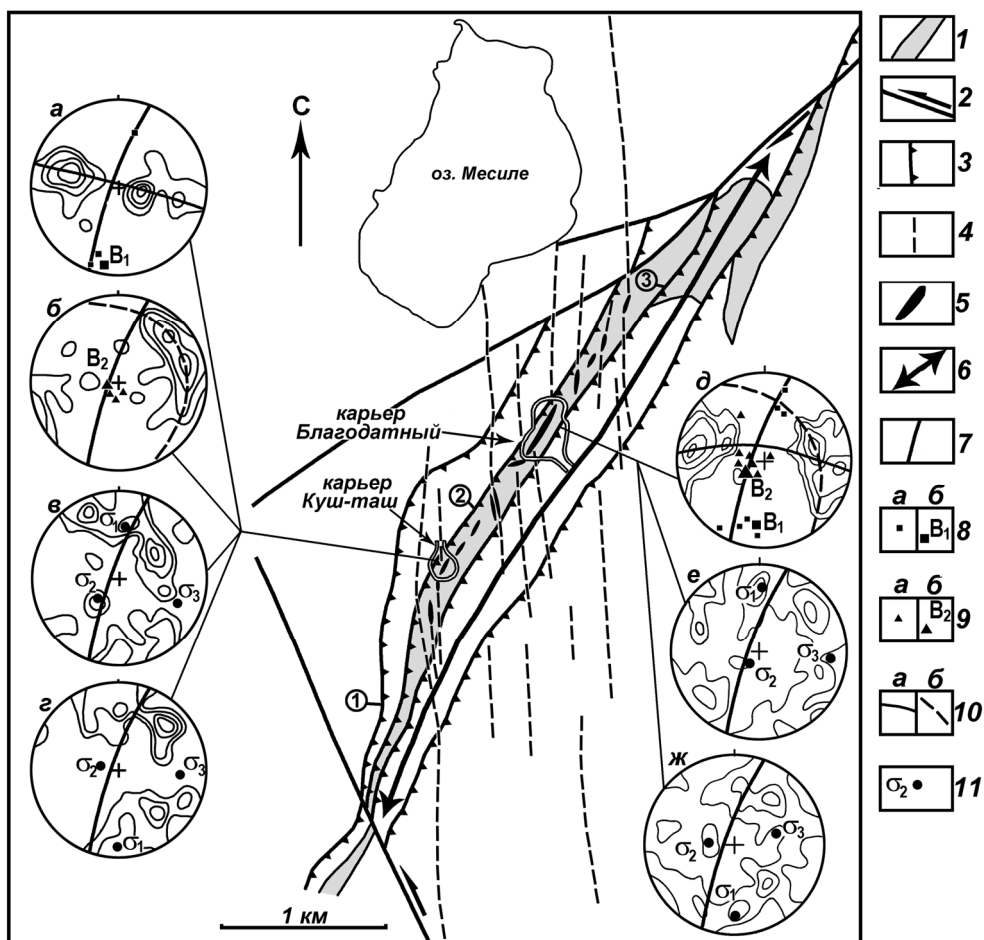 С
оз. Месиле
карьер
Благодатный
карьер
Куш-таш
1
2
3
1 км
а
B₁
б
B₂
в
σ₁
σ₂
σ₃
г
σ₂
σ₃
σ₁
д
B₂
B₁
е
σ₁
σ₃
σ₂
ж
σ₃
σ₂
σ₁
1
2
3
4
5
6
7
а б
B₁ 8
а б
B₂ 9
а б
10
σ₂ 11